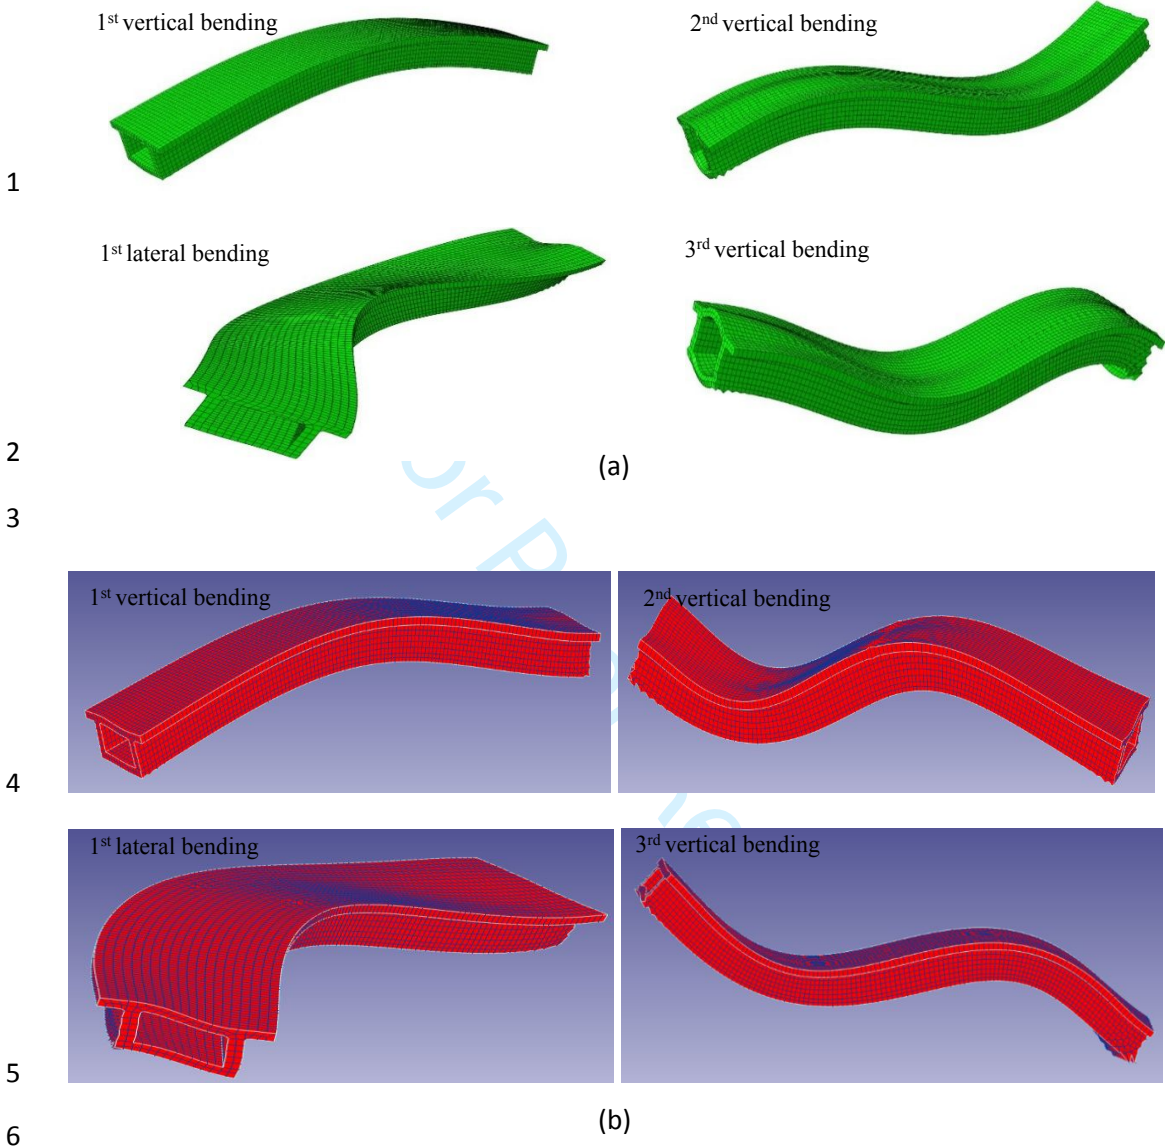 1st vertical bending
2nd vertical bending
1
1st lateral bending
3rd vertical bending
2
(a)
3
1st vertical bending
2nd vertical bending
4
1st lateral bending
3rd vertical bending
5
(b)
6